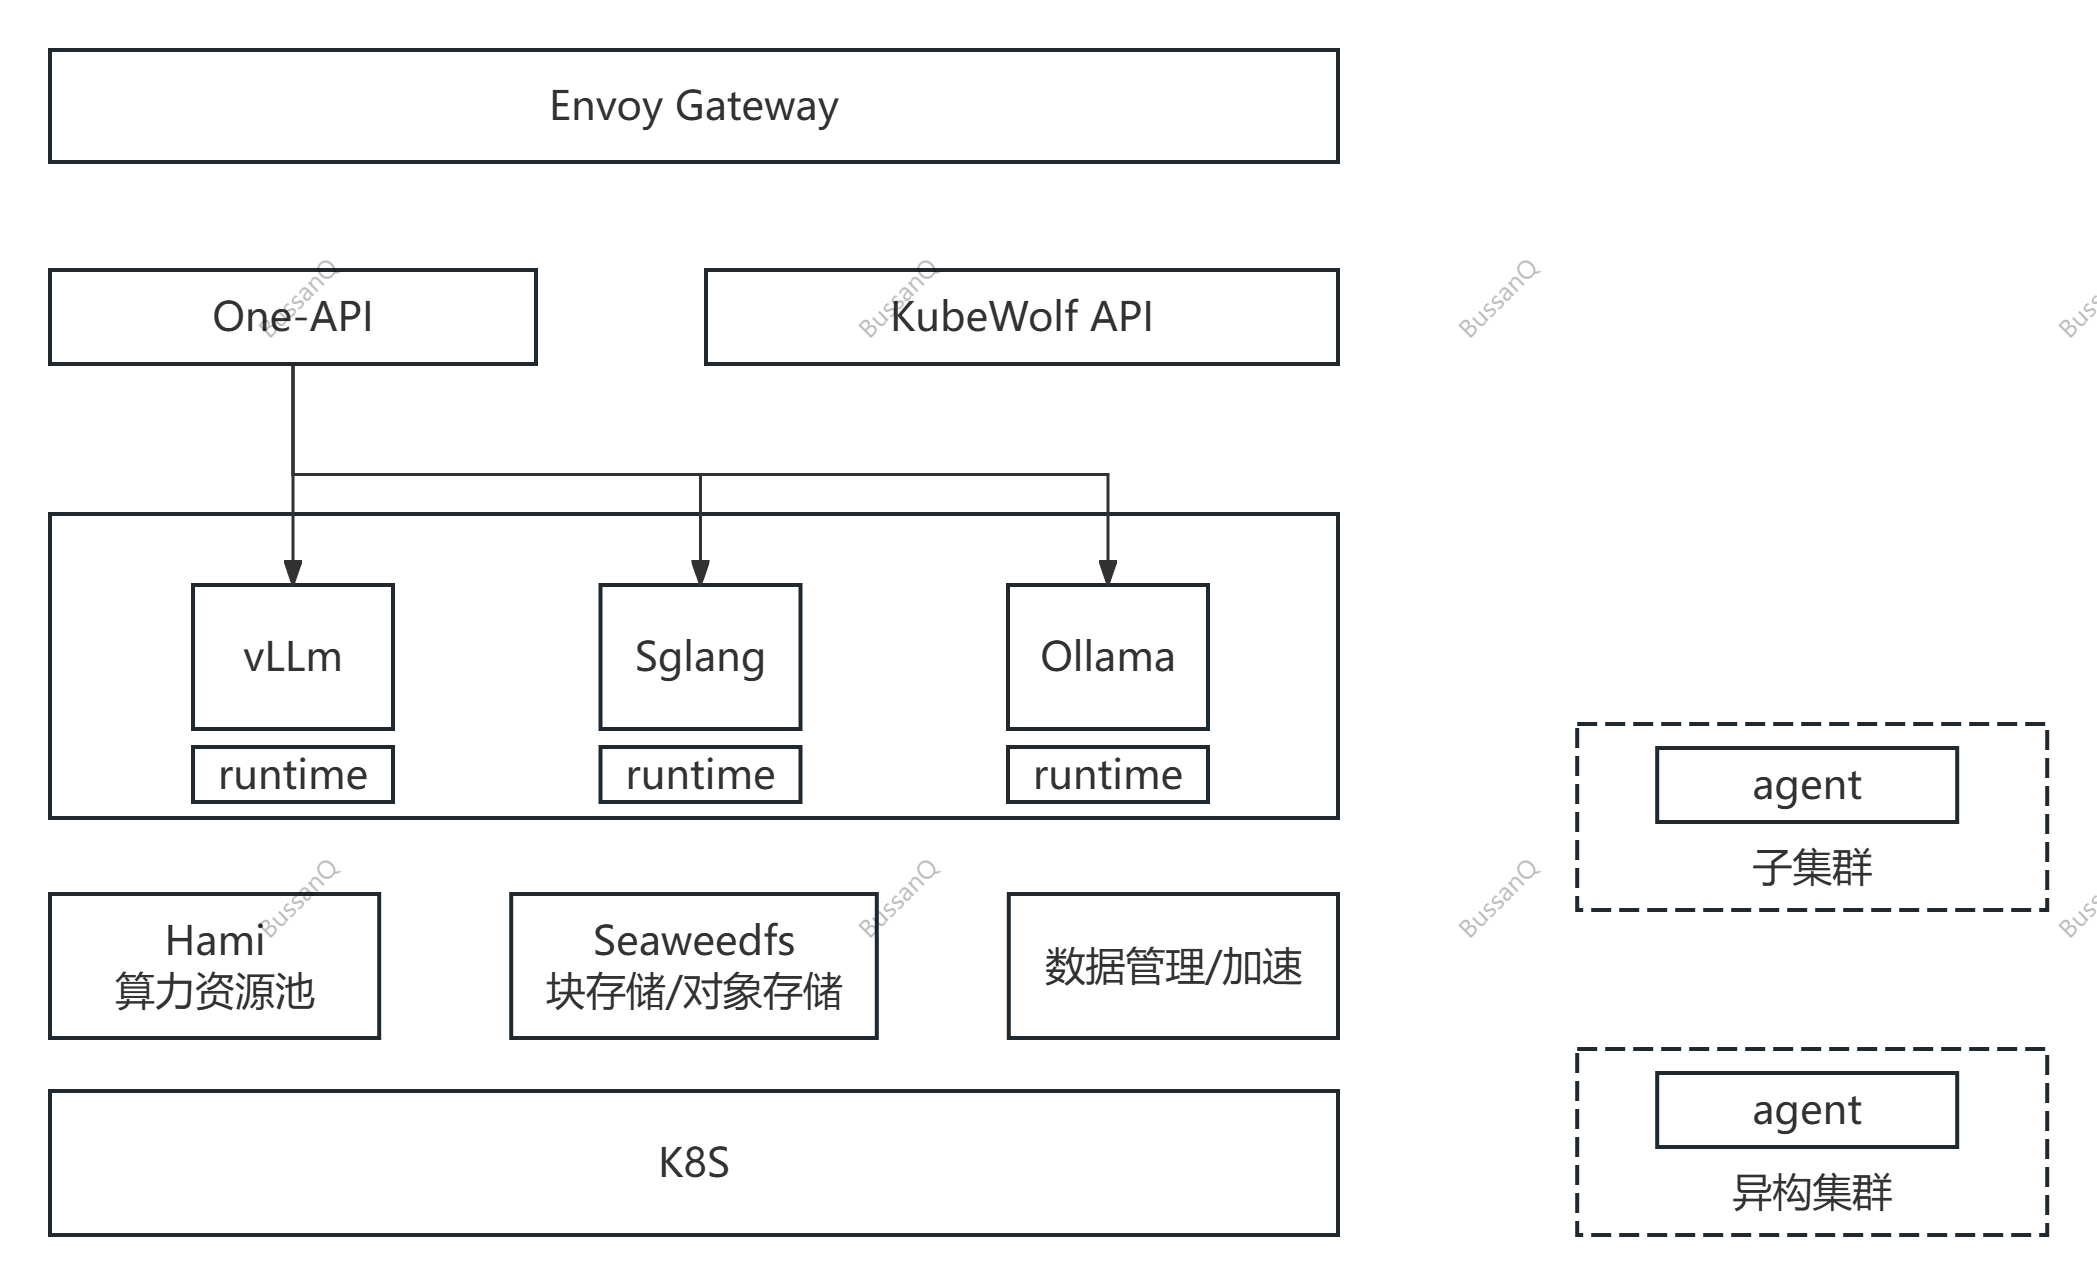 Envoy Gateway
One-API
KubeWolf API
vLLm
Sglang
Ollama
runtime
runtime
runtime
agent
子集群
Hami
算力资源池
Seaweedfs
块存储/对象存储
数据管理/加速
K8S
agent
异构集群
BussanQ
BussanQ
BussanQ
Buss
BussanQ
BussanQ
BussanQ
Buss